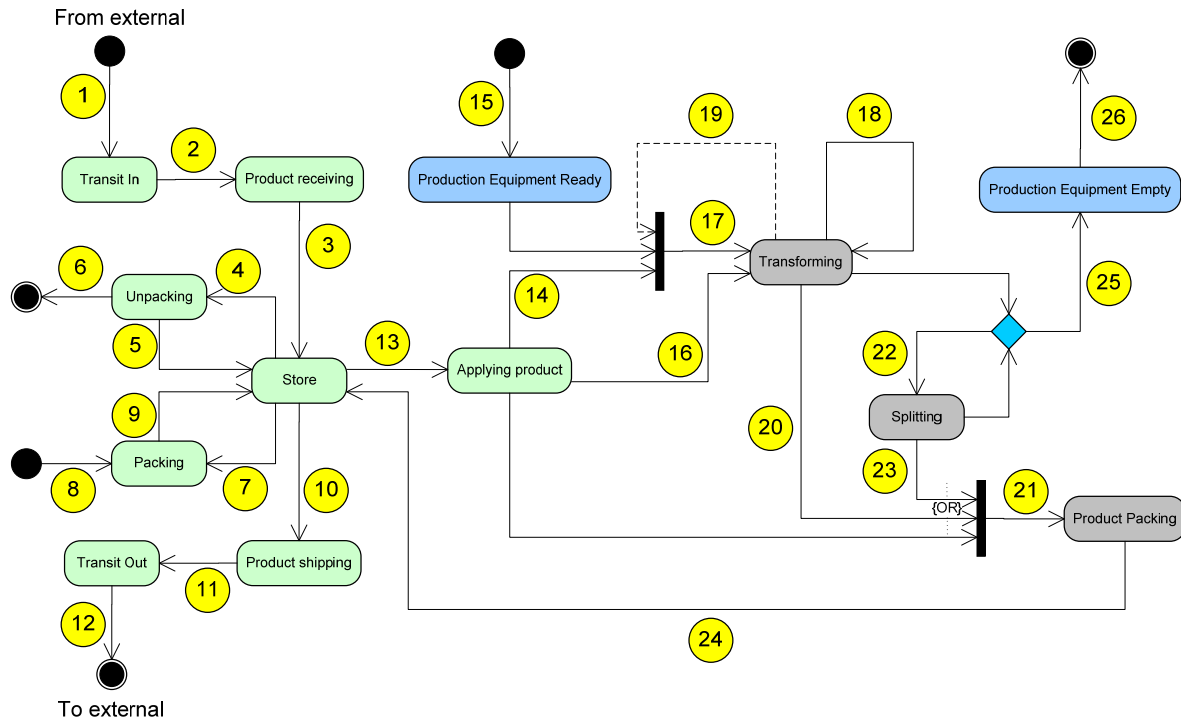 From external
1
15
19
18
26
2
Transit In
Product receiving
Production Equipment Ready
Production Equipment Empty
17
3
6
4
Transforming
Unpacking
14
25
5
13
16
22
Store
Applying product
9
Splitting
20
Packing
23
8
7
10
21
{OR}
Product Packing
Transit Out
Product shipping
11
12
24
To external